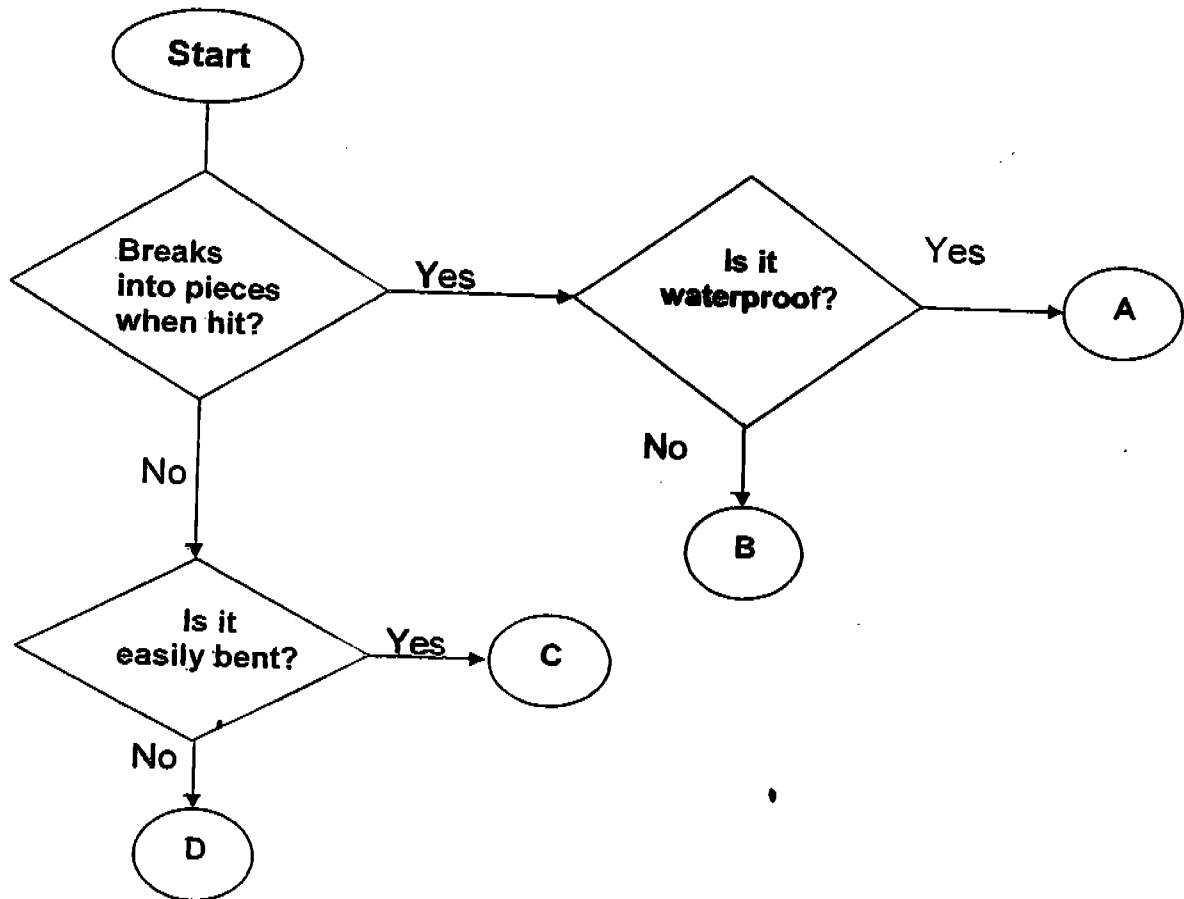 Start
Breaks
into pieces
when hit?
Yes
Is it
waterproof?
Yes
A
No
B
No
Is it
easily bent?
Yes
C
No
D